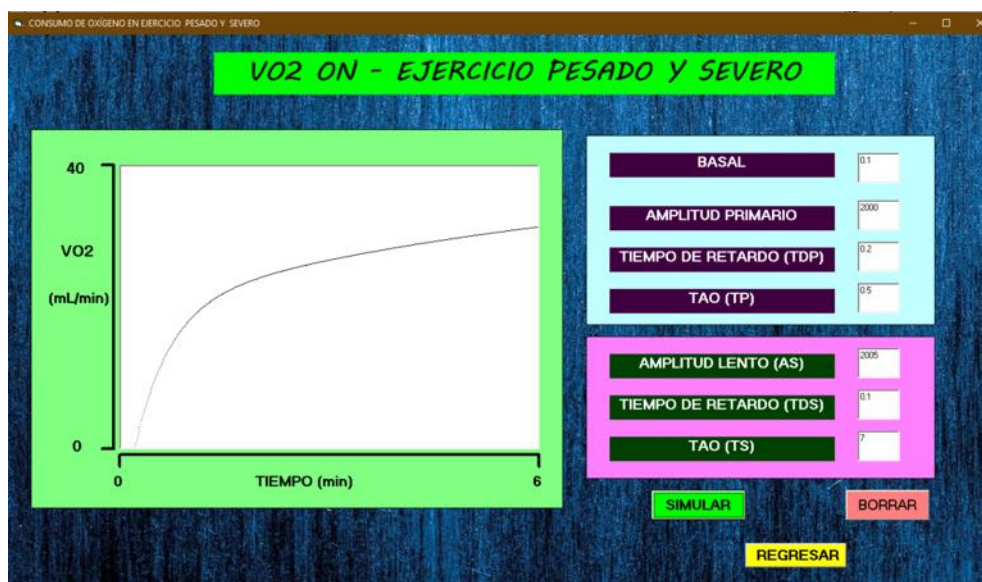 CONSUMO DE OXÍGENO EN EJERCICIO PESADO Y SEVERO
VO2 ON - EJERCICIO PESADO Y SEVERO
40
VO2
(mL/min)
0
0
TIEMPO (min)
6
BASAL
0.1
AMPLITUD PRIMARIO
2000
TIEMPO DE RETARDO (TDP)
0.2
TAO (TP)
0.5
AMPLITUD LENTO (AS)
2005
TIEMPO DE RETARDO (TDS)
0.1
TAO (TS)
7
SIMULAR
BORRAR
REGRESAR